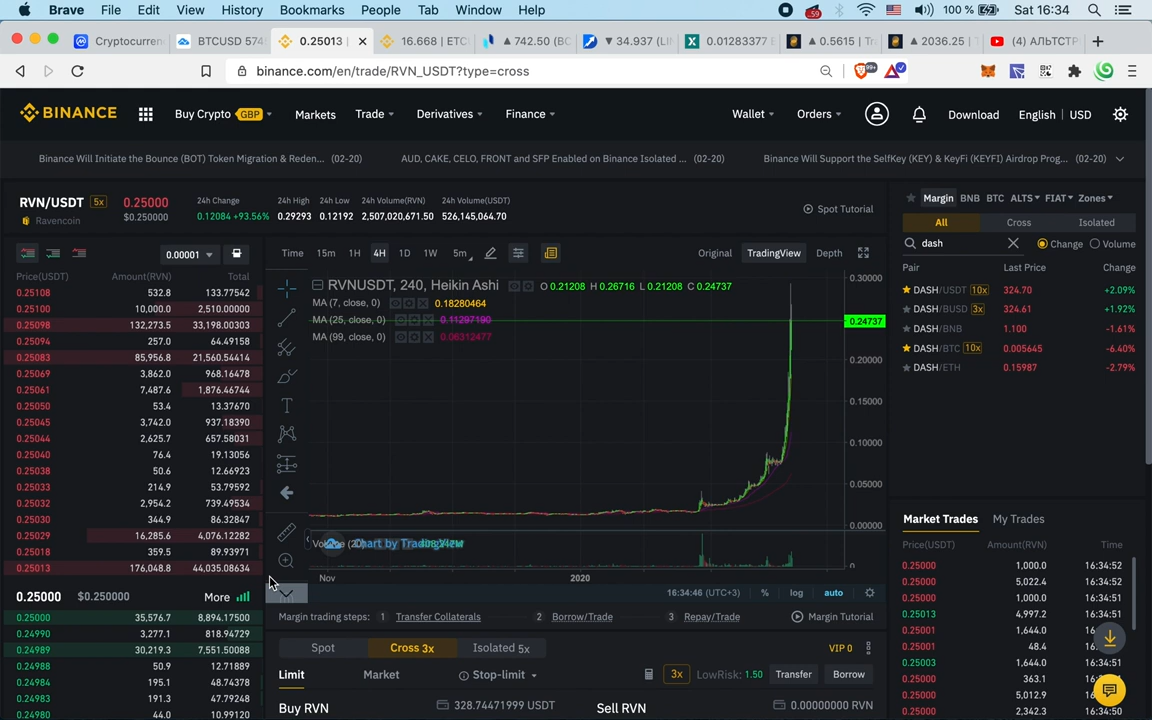 Brave File Edit View History Bookmarks People Tab Window Help 59 100 % Sat 16:34
Cryptocurren BTCUSD 574 0.25013 16.668 | ETC ▲ 742.50 (BC ▼ 34.937 (LI 0.01283377 ▲ 0.5615 | Tr ▲ 2036.25 | (4) АЛЬТСТР
binance.com/en/trade/RVN_USDT?type=cross 99+
BINANCE Buy Crypto GBP Markets Trade Derivatives Finance Wallet Orders Download English USD
Binance Will Initiate the Bounce (BOT) Token Migration & Reden... (02-20) AUD, CAKE, CELO, FRONT and SFP Enabled on Binance Isolated ... (02-20) Binance Will Support the SelfKey (KEY) & KeyFi (KEYFI) Airdrop Prog... (02-20)
RVN/USDT 5x 0.25000 24h Change 24h High 24h Low 24h Volume(RVN) 24h Volume(USDT)
Ravencoin $0.250000 0.12084 +93.56% 0.29293 0.12192 2,507,020,671.50 526,145,064.70 Spot Tutorial
Margin BNB BTC ALTS FIAT Zones
All Cross Isolated
dash Change Volume
Pair Last Price Change
DASH/USDT 10x 324.70 +2.09%
DASH/BUSD 3x 324.61 +1.92%
DASH/BNB 1.100 -1.61%
DASH/BTC 10x 0.005645 -6.40%
DASH/ETH 0.15987 -2.79%
0.00001
Price(USDT) Amount(RVN) Total
0.25108 532.8 133.77542
0.25100 10,000.0 2,510.00000
0.25098 132,273.5 33,198.00303
0.25094 257.0 64.49158
0.25083 85,956.8 21,560.54414
0.25069 3,862.0 968.16478
0.25061 7,487.6 1,876.46744
0.25050 53.4 13.37670
0.25045 3,742.0 937.18390
0.25044 2,625.7 657.58031
0.25040 76.4 19.13056
0.25038 50.6 12.66923
0.25033 214.9 53.79592
0.25032 2,954.2 739.49534
0.25030 344.9 86.32847
0.25029 16,285.6 4,076.12282
0.25018 359.5 89.93971
0.25013 176,048.8 44,035.08634
0.25000 $0.250000 More
0.25000 35,576.7 8,894.17500
0.24990 3,277.1 818.94729
0.24989 30,219.3 7,551.50088
0.24988 50.9 12.71889
0.24984 195.1 48.74378
0.24983 191.3 47.79248
0.24980 44.0 10.99120
Time 15m 1H 4H 1D 1W 5m Original TradingView Depth
RVNUSDT, 240, Heikin Ashi O 0.21208 H 0.26716 L 0.21208 C 0.24737
MA (7, close, 0) 0.18280464
MA (25, close, 0) 0.11297190
MA (99, close, 0) 0.06312477
0.30000
0.24737
0.20000
0.15000
0.10000
0.05000
0.00000
Chart by TradingView
0
Nov 2020
16:34:46 (UTC+3) % log auto
Margin trading steps: 1 Transfer Collaterals 2 Borrow/Trade 3 Repay/Trade Margin Tutorial
Spot Cross 3x Isolated 5x VIP 0
Limit Market Stop-limit 3x LowRisk: 1.50 Transfer Borrow
Buy RVN 328.74471999 USDT Sell RVN 0.00000000 RVN
Market Trades My Trades
Price(USDT) Amount(RVN) Time
0.25000 1,000.0 16:34:52
0.25000 5,022.4 16:34:52
0.25000 1,000.0 16:34:52
0.25013 4,997.2 16:34:51
0.25001 1,644.0 16:34:51
0.25001 48.4 16:34:51
0.25003 1,644.0 16:34:51
0.25000 363.1
0.25000 5,012.9
0.25000 2,342.3 16:34:50